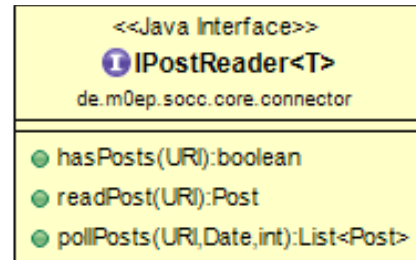 <<Java Interface>>
I IPostReader<T>
de.m0ep.socc.core.connector
hasPosts(URI):boolean
readPost(URI):Post
pollPosts(URI,Date,int):List<Post>